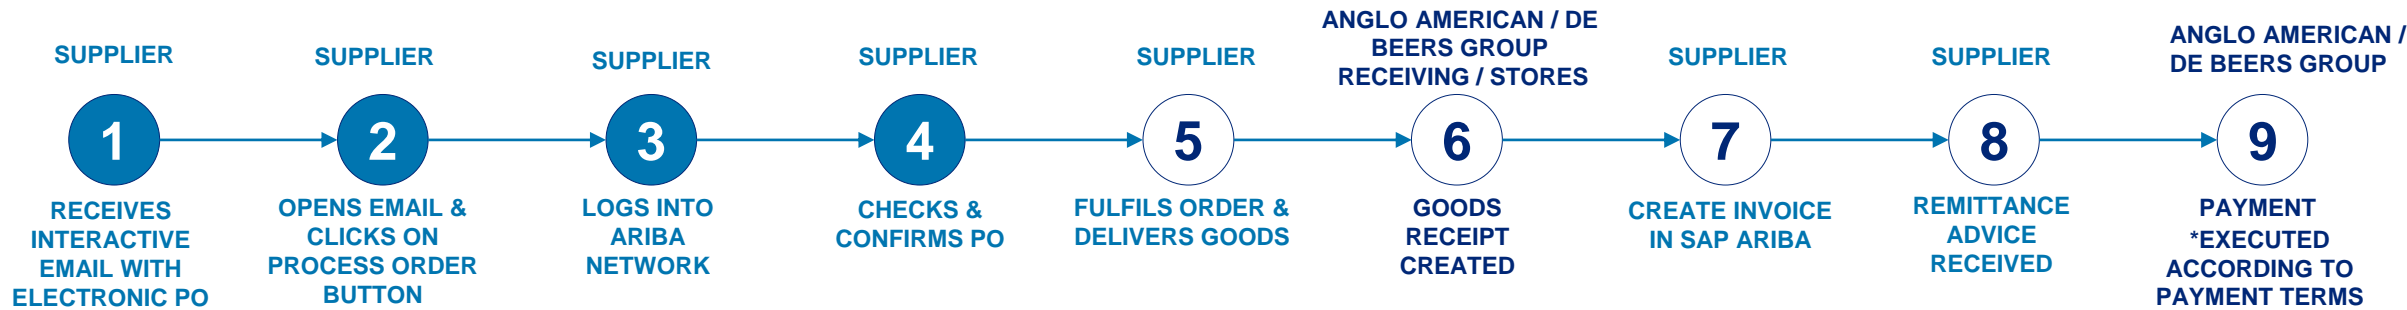 SUPPLIER
1
RECEIVES
INTERACTIVE
EMAIL WITH
ELECTRONIC PO
SUPPLIER
2
OPENS EMAIL &
CLICKS ON
PROCESS ORDER
BUTTON
SUPPLIER
3
LOGS INTO
ARIBA
NETWORK
SUPPLIER
4
CHECKS &
CONFIRMS PO
SUPPLIER
5
FULFILS ORDER &
DELIVERS GOODS
ANGLO AMERICAN / DE
BEERS GROUP
RECEIVING / STORES
6
GOODS
RECEIPT
CREATED
SUPPLIER
7
CREATE INVOICE
IN SAP ARIBA
SUPPLIER
8
REMITTANCE
ADVICE
RECEIVED
ANGLO AMERICAN /
DE BEERS GROUP
9
PAYMENT
*EXECUTED
ACCORDING TO
PAYMENT TERMS